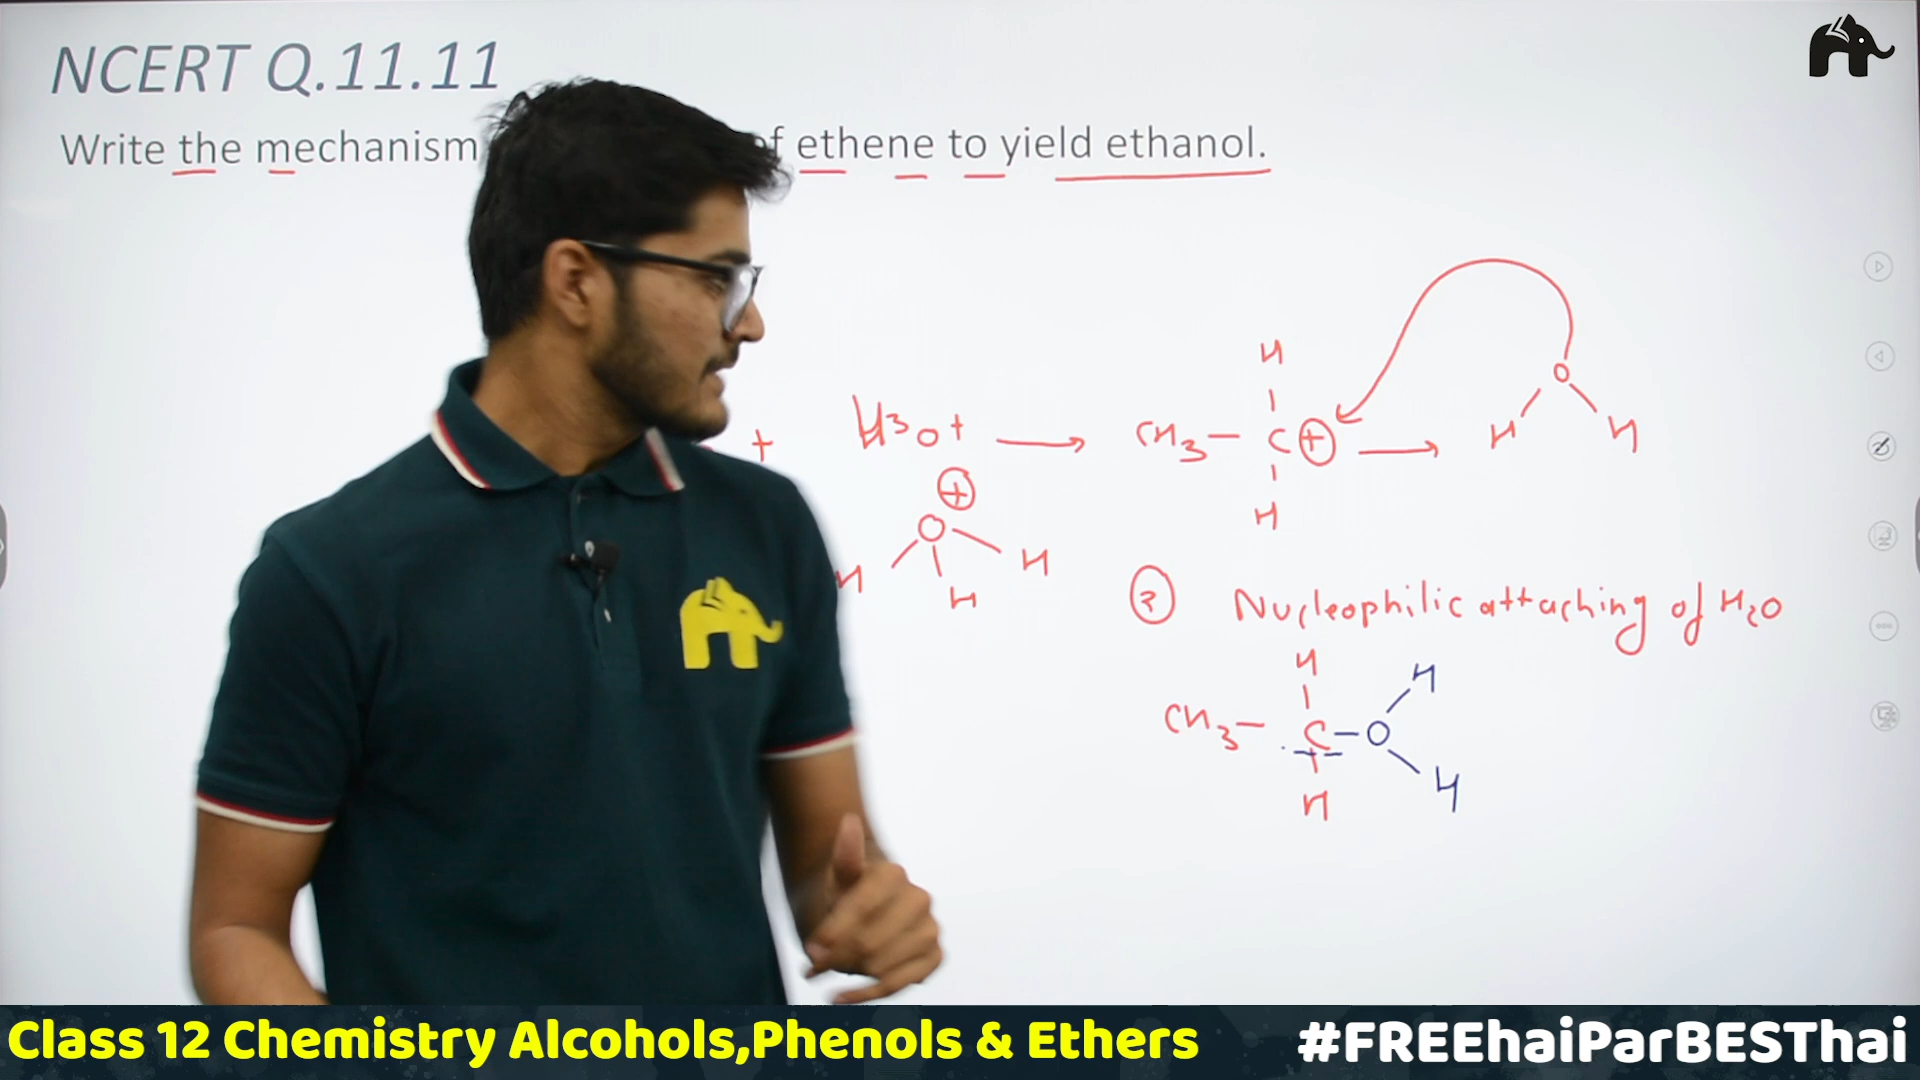 NCERT Q.11.11
Write the mechanism of ethene to yield ethanol.
+ H3O+ → CH3–C⊕ →
H
H
O
H H
⊕
O
H H H
② Nucleophilic attaching of H2O
H H
CH3–C–O
H H
Class 12 Chemistry Alcohols,Phenols & Ethers #FREEhaiParBESThai